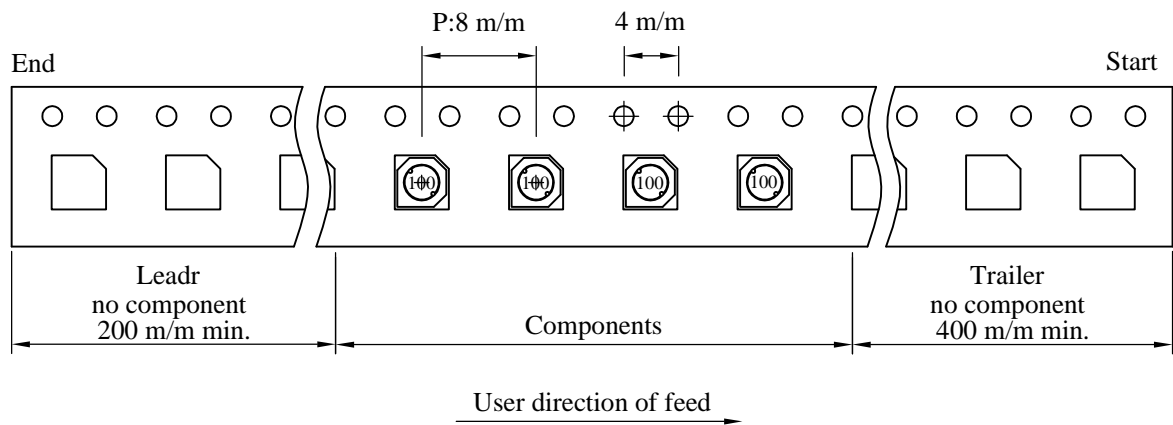 P:8 m/m
4 m/m
End
Start
100
100
100
100
Leadr
no component
200 m/m min.
Components
Trailer
no component
400 m/m min.
User direction of feed